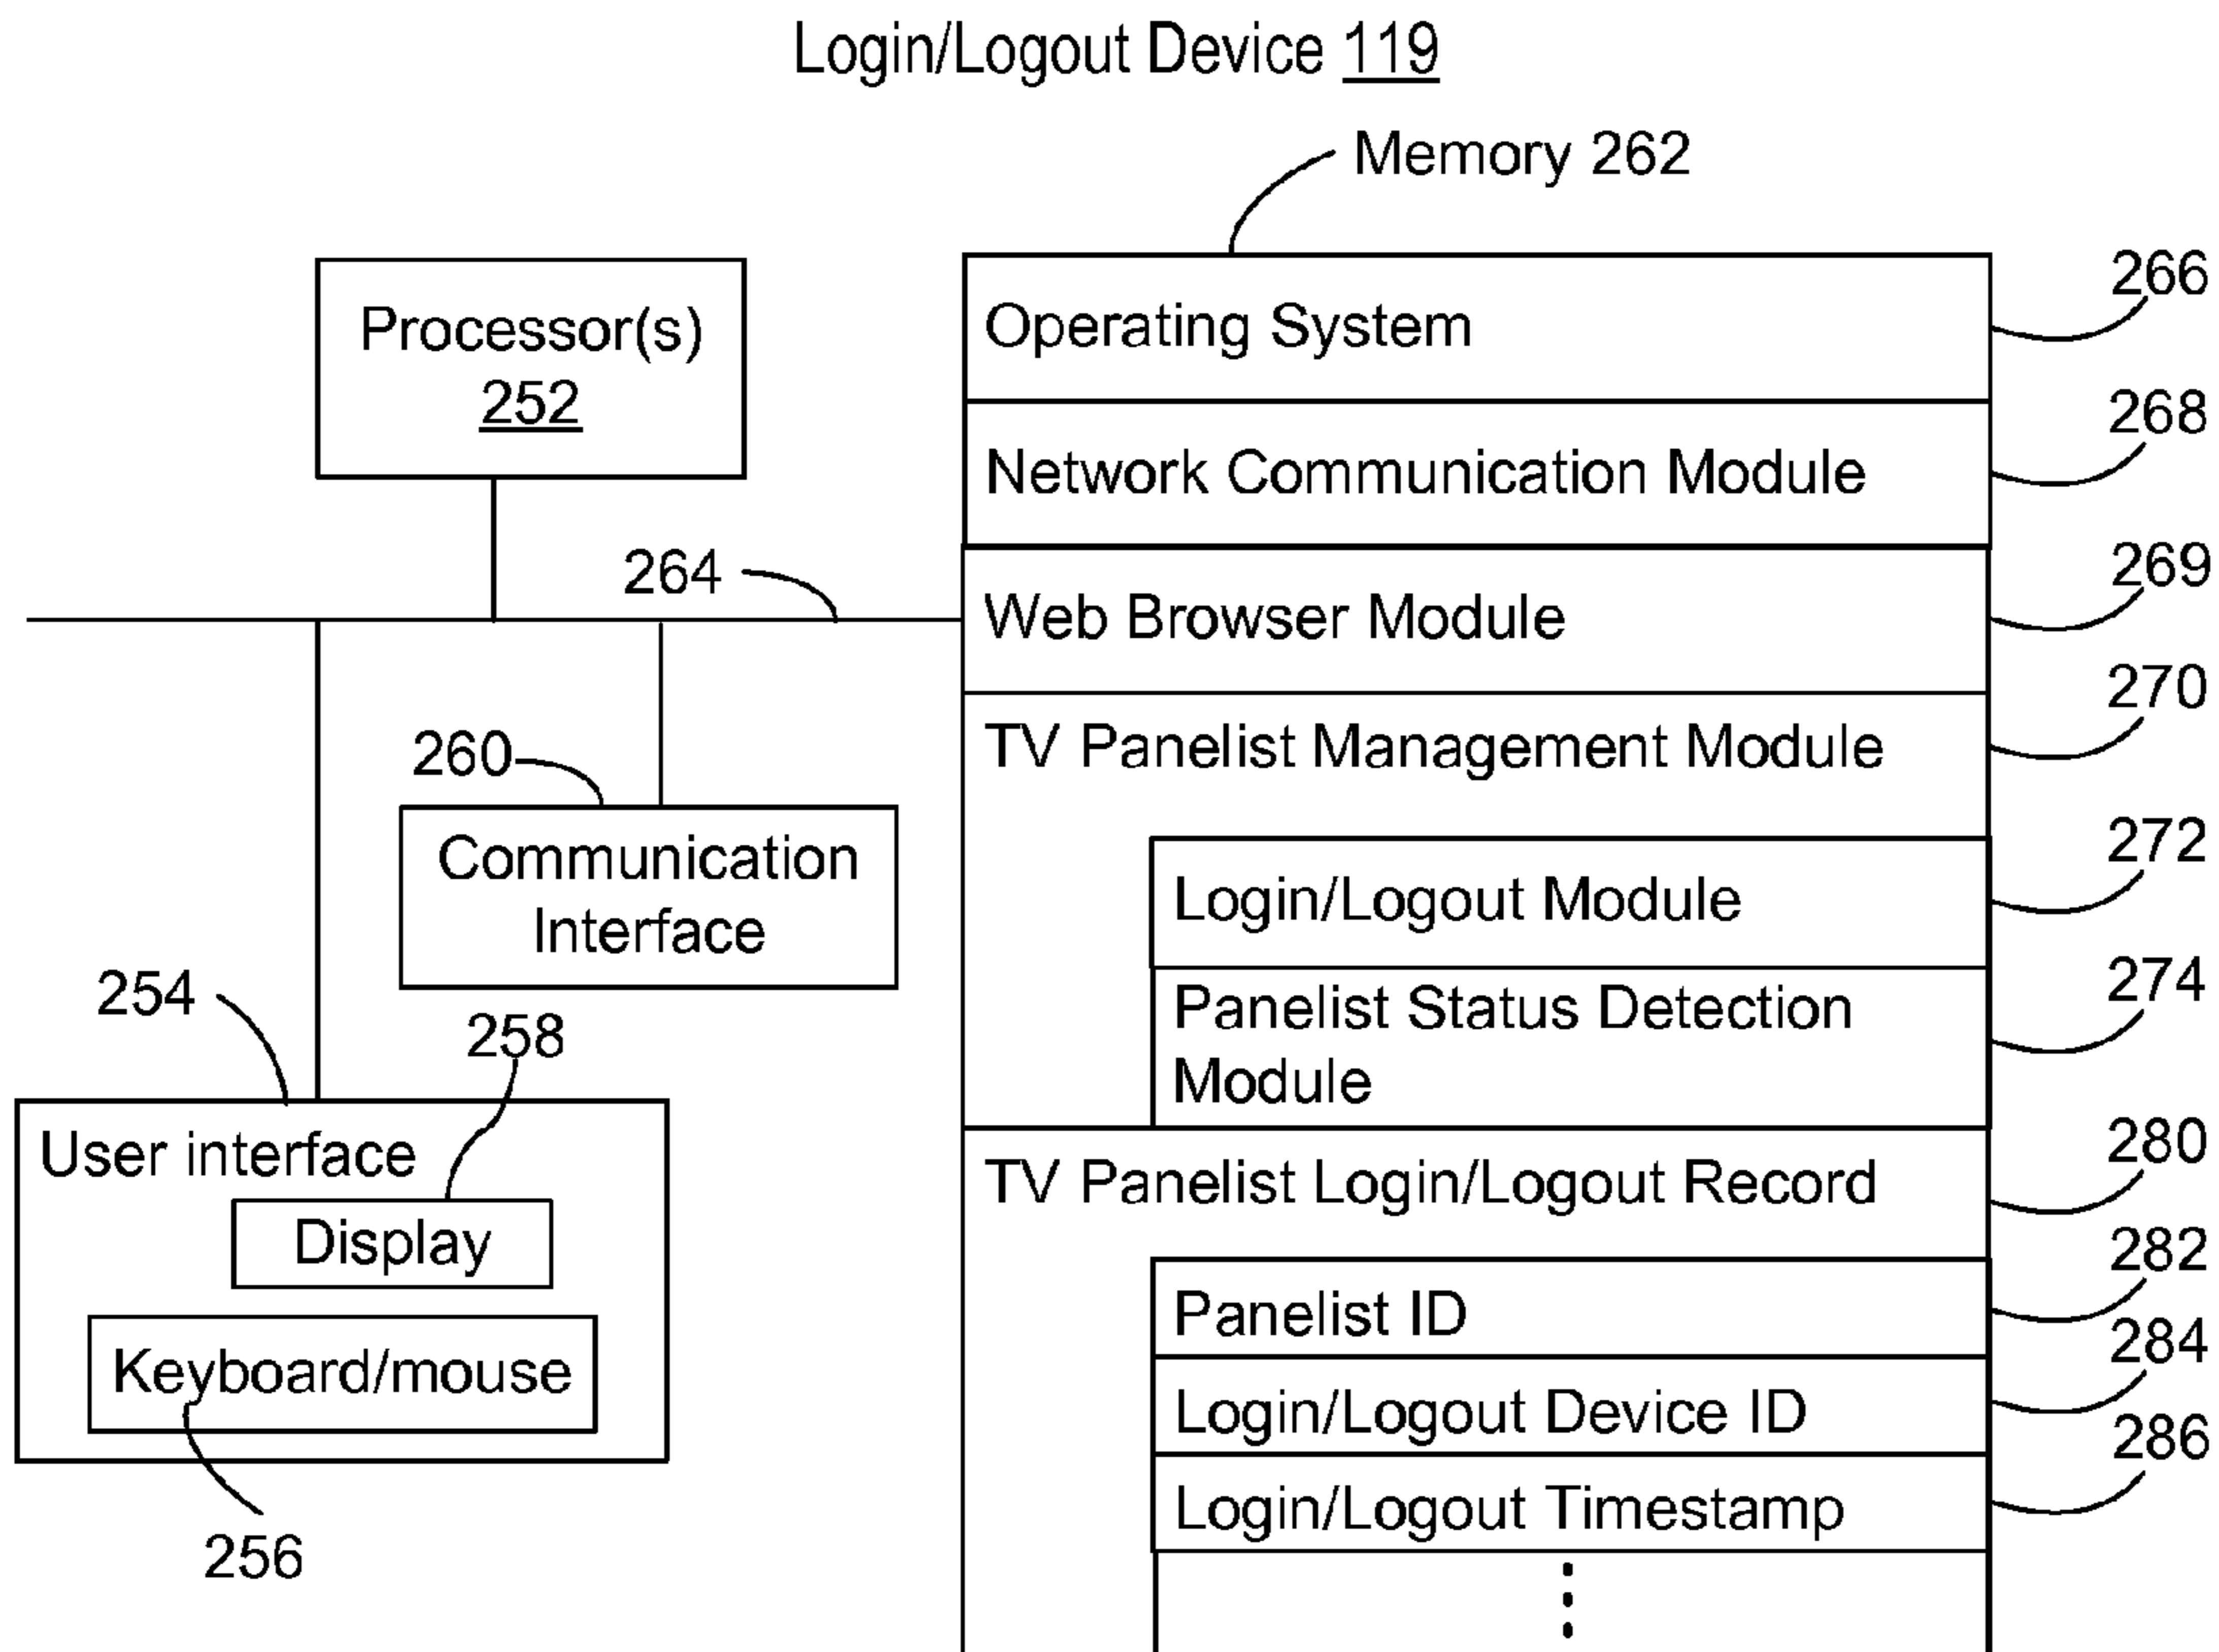 Login/Logout Device 119
Memory 262
Processor(s)
252
264
260
Communication
Interface
254
258
User interface
Display
Keyboard/mouse
256
Operating System
266
Network Communication Module
268
Web Browser Module
269
TV Panelist Management Module
270
Login/Logout Module
272
Panelist Status Detection
Module
274
TV Panelist Login/Logout Record
280
Panelist ID
282
Login/Logout Device ID
284
Login/Logout Timestamp
286